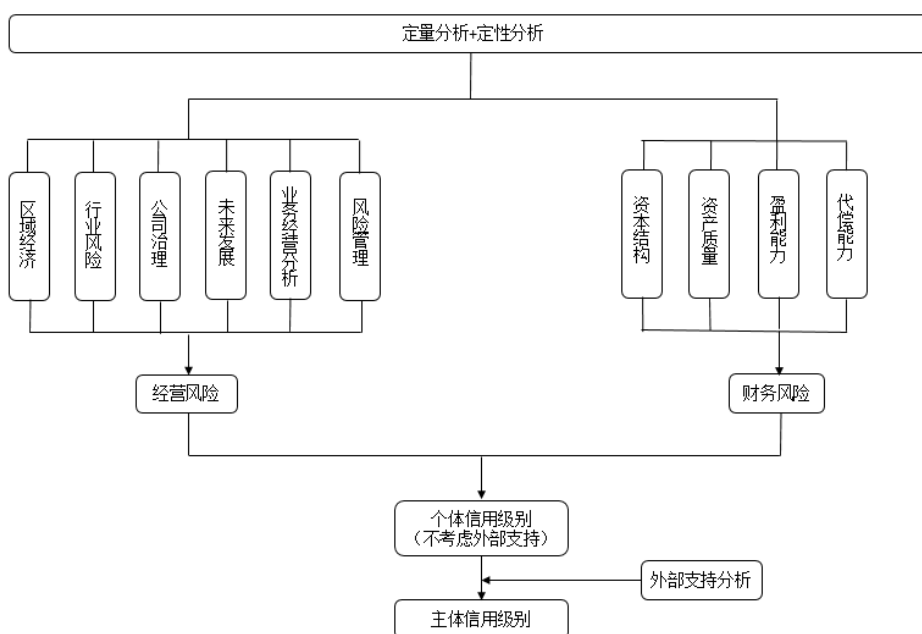 定量分析+定性分析
区域经济
行业风险
公司治理
未来发展
业务经营分析
风险管理
资本结构
资产质量
盈利能力
代偿能力
经营风险
财务风险
个体信用级别
（不考虑外部支持）
外部支持分析
主体信用级别